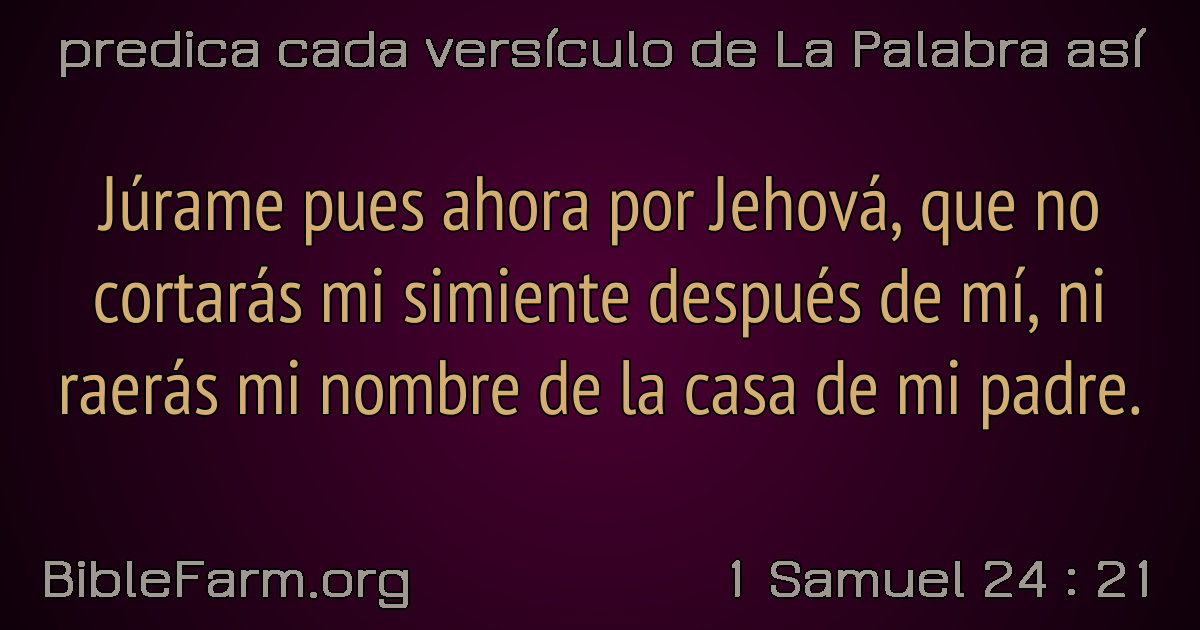 predica cada versículo de La Palabra así
Júrame pues ahora por Jehová, que no
cortarás mi simiente después de mí, ni
raerás mi nombre de la casa de mi padre.
BibleFarm.org
1 Samuel 24 : 21